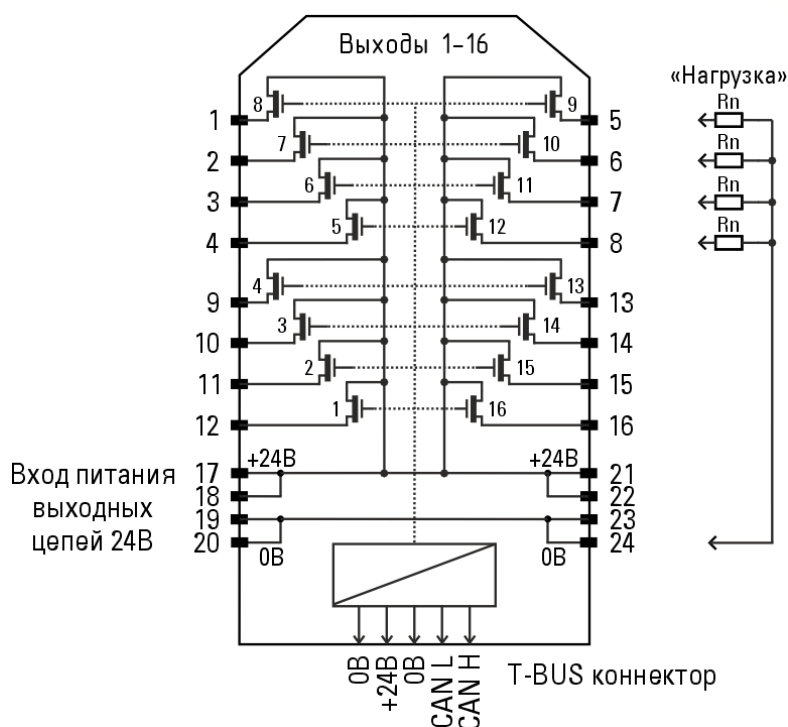 Выходы 1-16
«Нагрузка»
1 8 9 5 Rn
2 7 10 6 Rn
3 6 11 7 Rn
4 5 12 8 Rn
9 4 13 13
10 3 14 14
11 2 15 15
12 1 16 16
Вход питания
выходных
цепей 24В
17 +24В +24В 21
18 22
19 23
20 0В 0В 24
0В +24В 0В CAN L CAN H
T-BUS коннектор